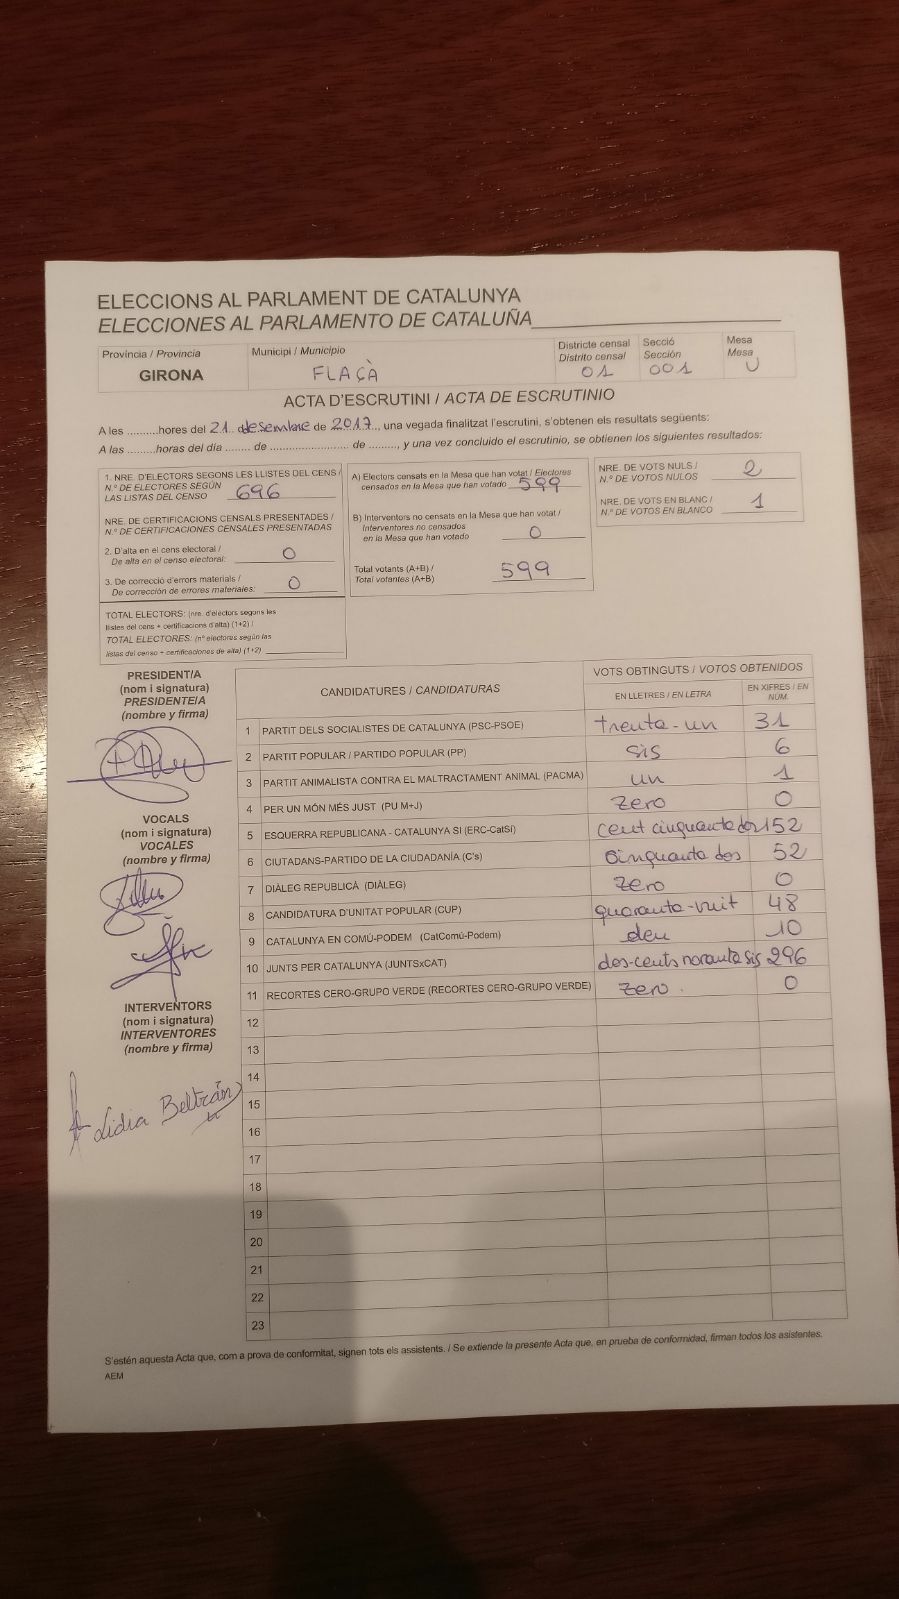 ELECCIONS AL PARLAMENT DE CATALUNYA
ELECCIONES AL PARLAMENTO DE CATALUÑA
Província / Provincia
GIRONA
Municipi / Municipio
FLAÇÀ
Districte censal
Distrito censal
01
Secció
Sección
001
Mesa
Mesa
U
ACTA D'ESCRUTINI / ACTA DE ESCRUTINIO
A les ..........hores del 21 desembre de 2017, una vegada finalitzat l'escrutini, s'obtenen els resultats següents:
A las .........horas del día ........ de ......................... de ........., y una vez concluido el escrutinio, se obtienen los siguientes resultados:
1. NRE. D'ELECTORS SEGONS LES LLISTES DEL CENS /
N.º DE ELECTORES SEGÚN
LAS LISTAS DEL CENSO 696
NRE. DE CERTIFICACIONS CENSALS PRESENTADES /
N.º DE CERTIFICACIONES CENSALES PRESENTADAS
2. D'alta en el cens electoral /
De alta en el censo electoral: 0
3. De correcció d'errors materials /
De corrección de errores materiales: 0
TOTAL ELECTORS: (nre. d'electors segons les
llistes del cens + certificacions d'alta) (1+2) /
TOTAL ELECTORES: (nº electores según las
listas del censo + certificaciones de alta) (1+2)
A) Electors censats en la Mesa que han votat / Electores
censados en la Mesa que han votado 599
B) Interventors no censats en la Mesa que han votat /
Interventores no censados
en la Mesa que han votado 0
Total votants (A+B) /
Total votantes (A+B) 599
NRE. DE VOTS NULS /
N.º DE VOTOS NULOS 2
NRE. DE VOTS EN BLANC /
N.º DE VOTOS EN BLANCO 1
PRESIDENT/A
(nom i signatura)
PRESIDENTE/A
(nombre y firma)
VOCALS
(nom i signatura)
VOCALES
(nombre y firma)
INTERVENTORS
(nom i signatura)
INTERVENTORES
(nombre y firma)
Lidia Beltrán
CANDIDATURES / CANDIDATURAS
VOTS OBTINGUTS / VOTOS OBTENIDOS
EN LLETRES / EN LETRA
EN XIFRES / EN
NÚM.
1 PARTIT DELS SOCIALISTES DE CATALUNYA (PSC-PSOE) trenta-un 31
2 PARTIT POPULAR / PARTIDO POPULAR (PP) sis 6
3 PARTIT ANIMALISTA CONTRA EL MALTRACTAMENT ANIMAL (PACMA) un 1
4 PER UN MÓN MÉS JUST (PU M+J) zero 0
5 ESQUERRA REPUBLICANA - CATALUNYA SI (ERC-CatSí) cent cinquanta dos 152
6 CIUTADANS-PARTIDO DE LA CIUDADANÍA (C's) cinquanta dos 52
7 DIÀLEG REPUBLICÀ (DIÀLEG) zero 0
8 CANDIDATURA D'UNITAT POPULAR (CUP) quaranta-vuit 48
9 CATALUNYA EN COMÚ-PODEM (CatComú-Podem) deu 10
10 JUNTS PER CATALUNYA (JUNTSxCAT) dos-cents noranta sis 296
11 RECORTES CERO-GRUPO VERDE (RECORTES CERO-GRUPO VERDE) zero. 0
12
13
14
15
16
17
18
19
20
21
22
23
S'estén aquesta Acta que, com a prova de conformitat, signen tots els assistents. / Se extiende la presente Acta que, en prueba de conformidad, firman todos los asistentes.
AEM